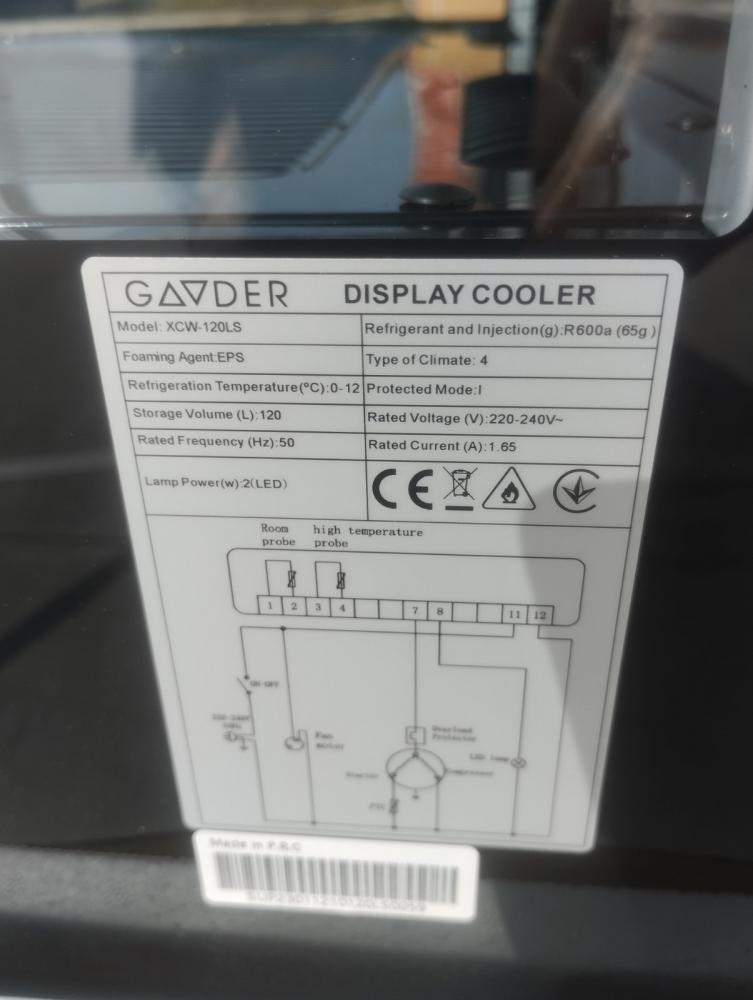 GAVDER DISPLAY COOLER
Model: XCW-120LS
Refrigerant and Injection(g):R600a (65g)
Foaming Agent:EPS
Type of Climate: 4
Refrigeration Temperature(°C):0-12
Protected Mode:I
Storage Volume (L):120
Rated Voltage (V):220-240V~
Rated Frequency (Hz):50
Rated Current (A):1.65
Lamp Power(w):2(LED)
CE
Room probe
high temperature probe
1 2 3 4 7 8 11 12
ON-OFF
220-240V
50Hz
Fan motor
Overload Protector
LED lamp
Starter
Compressor
PTC
Made in P.R.C